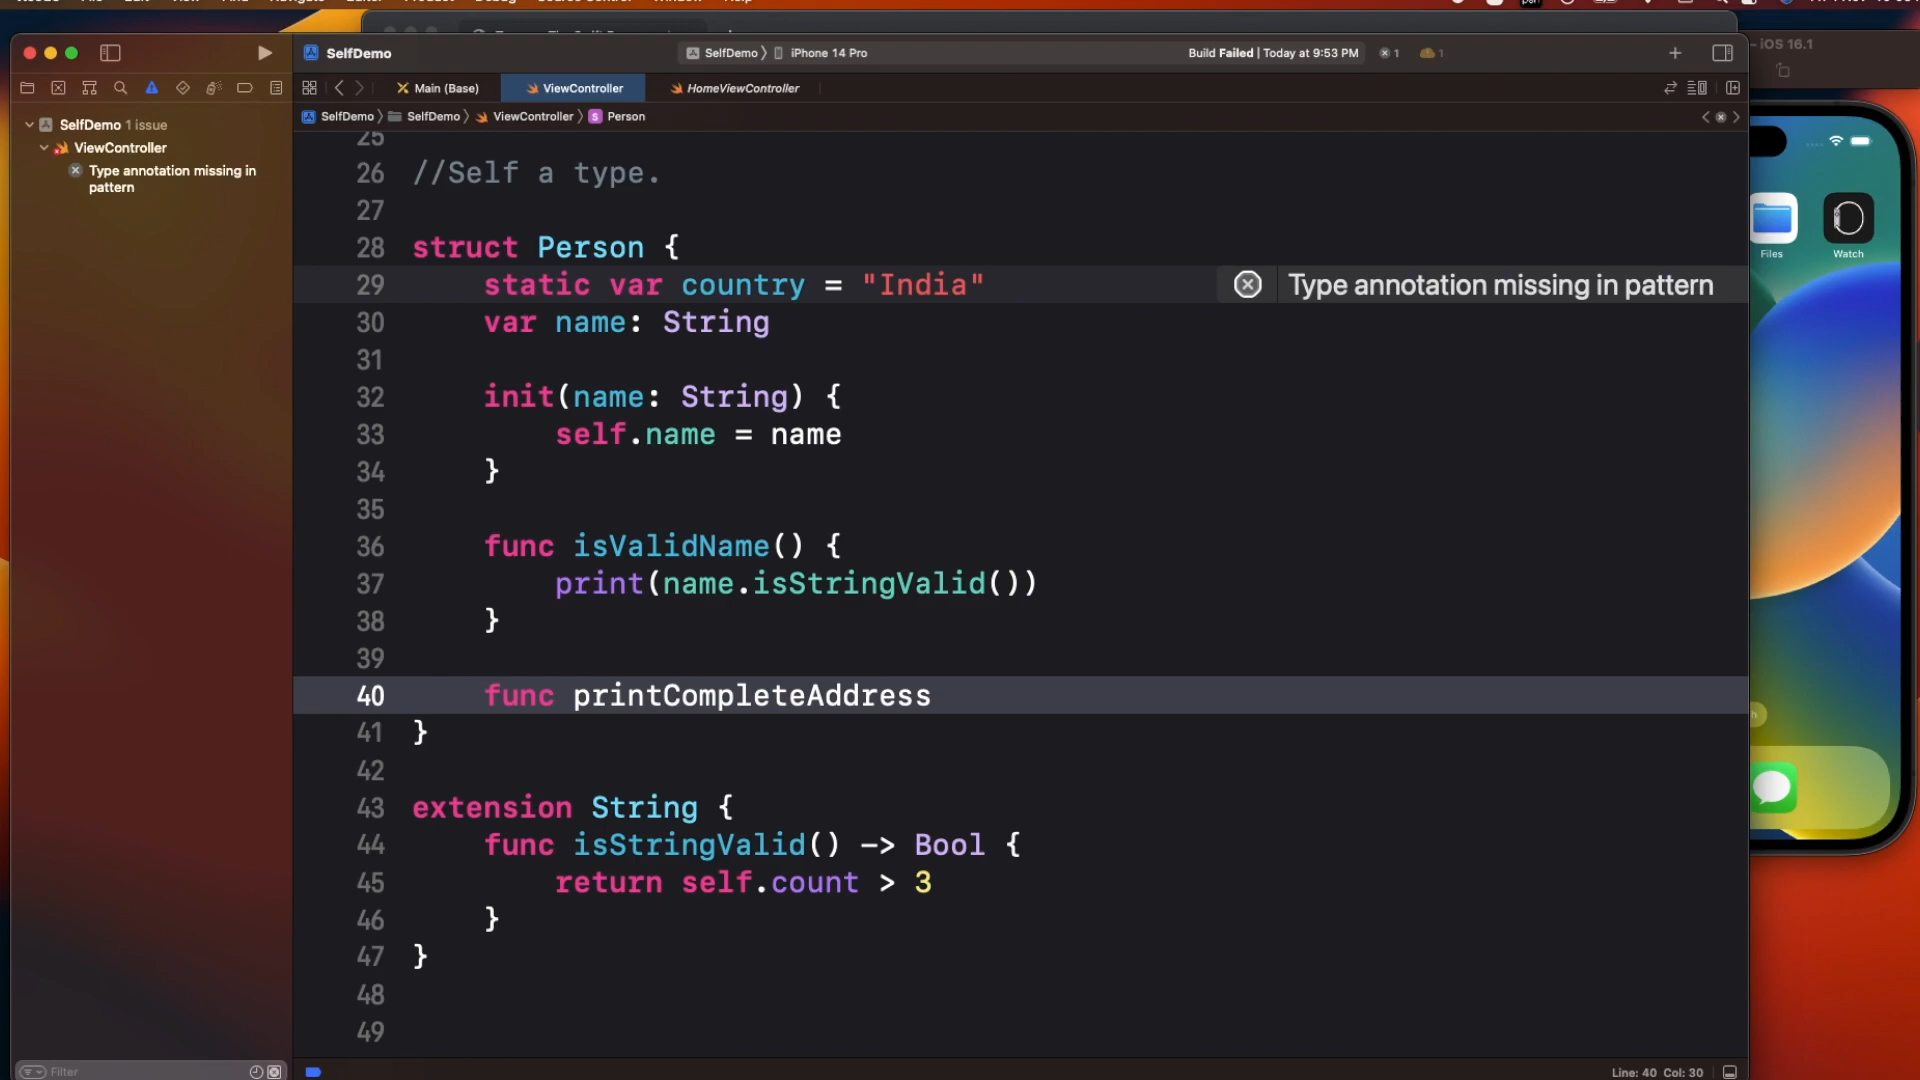 iOS 16.1
SelfDemo
SelfDemo
iPhone 14 Pro
Build Failed | Today at 9:53 PM
1
1
Main (Base)
ViewController
HomeViewController
SelfDemo
SelfDemo
ViewController
Person
SelfDemo 1 issue
ViewController
Type annotation missing in
pattern
25
26 //Self a type.
27
28 struct Person {
29 static var country = "India"
Type annotation missing in pattern
30 var name: String
31
32 init(name: String) {
33 self.name = name
34 }
35
36 func isValidName() {
37 print(name.isStringValid())
38 }
39
40 func printCompleteAddress
41 }
42
43 extension String {
44 func isStringValid() -> Bool {
45 return self.count > 3
46 }
47 }
48
49
Files
Watch
Filter
Line: 40 Col: 30